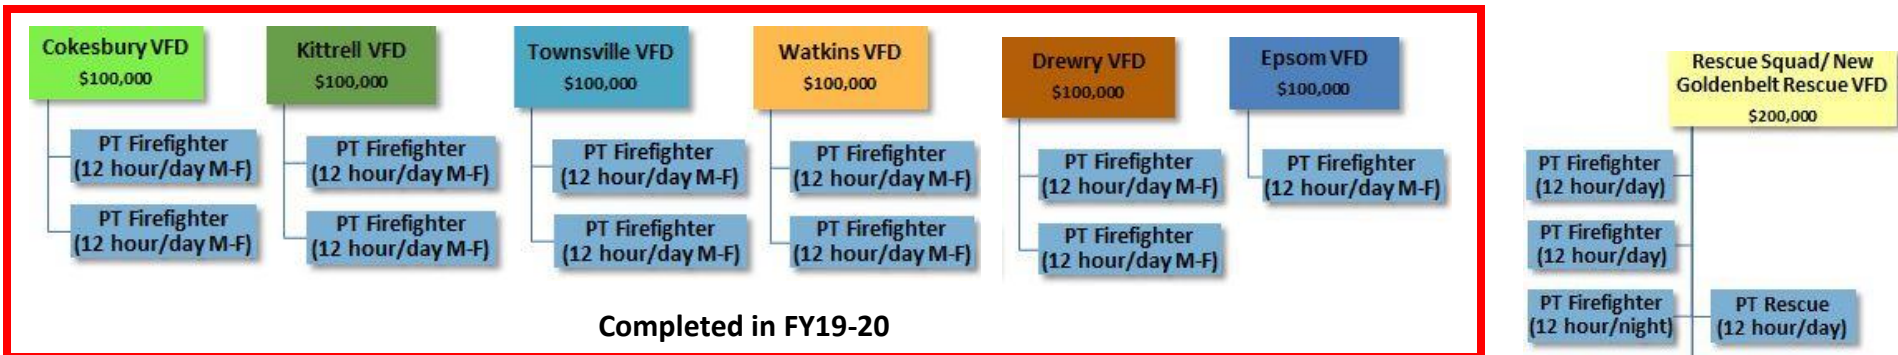 Cokesbury VFD
$100,000
PT Firefighter
(12 hour/day M-F)
PT Firefighter
(12 hour/day M-F)
Kittrell VFD
$100,000
PT Firefighter
(12 hour/day M-F)
PT Firefighter
(12 hour/day M-F)
Townsville VFD
$100,000
PT Firefighter
(12 hour/day M-F)
PT Firefighter
(12 hour/day M-F)
Watkins VFD
$100,000
PT Firefighter
(12 hour/day M-F)
PT Firefighter
(12 hour/day M-F)
Drewry VFD
$100,000
PT Firefighter
(12 hour/day M-F)
PT Firefighter
(12 hour/day M-F)
Epsom VFD
$100,000
PT Firefighter
(12 hour/day M-F)
Completed in FY19-20
Rescue Squad/ New
Goldenbelt Rescue VFD
$200,000
PT Firefighter
(12 hour/day)
PT Firefighter
(12 hour/day)
PT Firefighter
(12 hour/night)
PT Rescue
(12 hour/day)